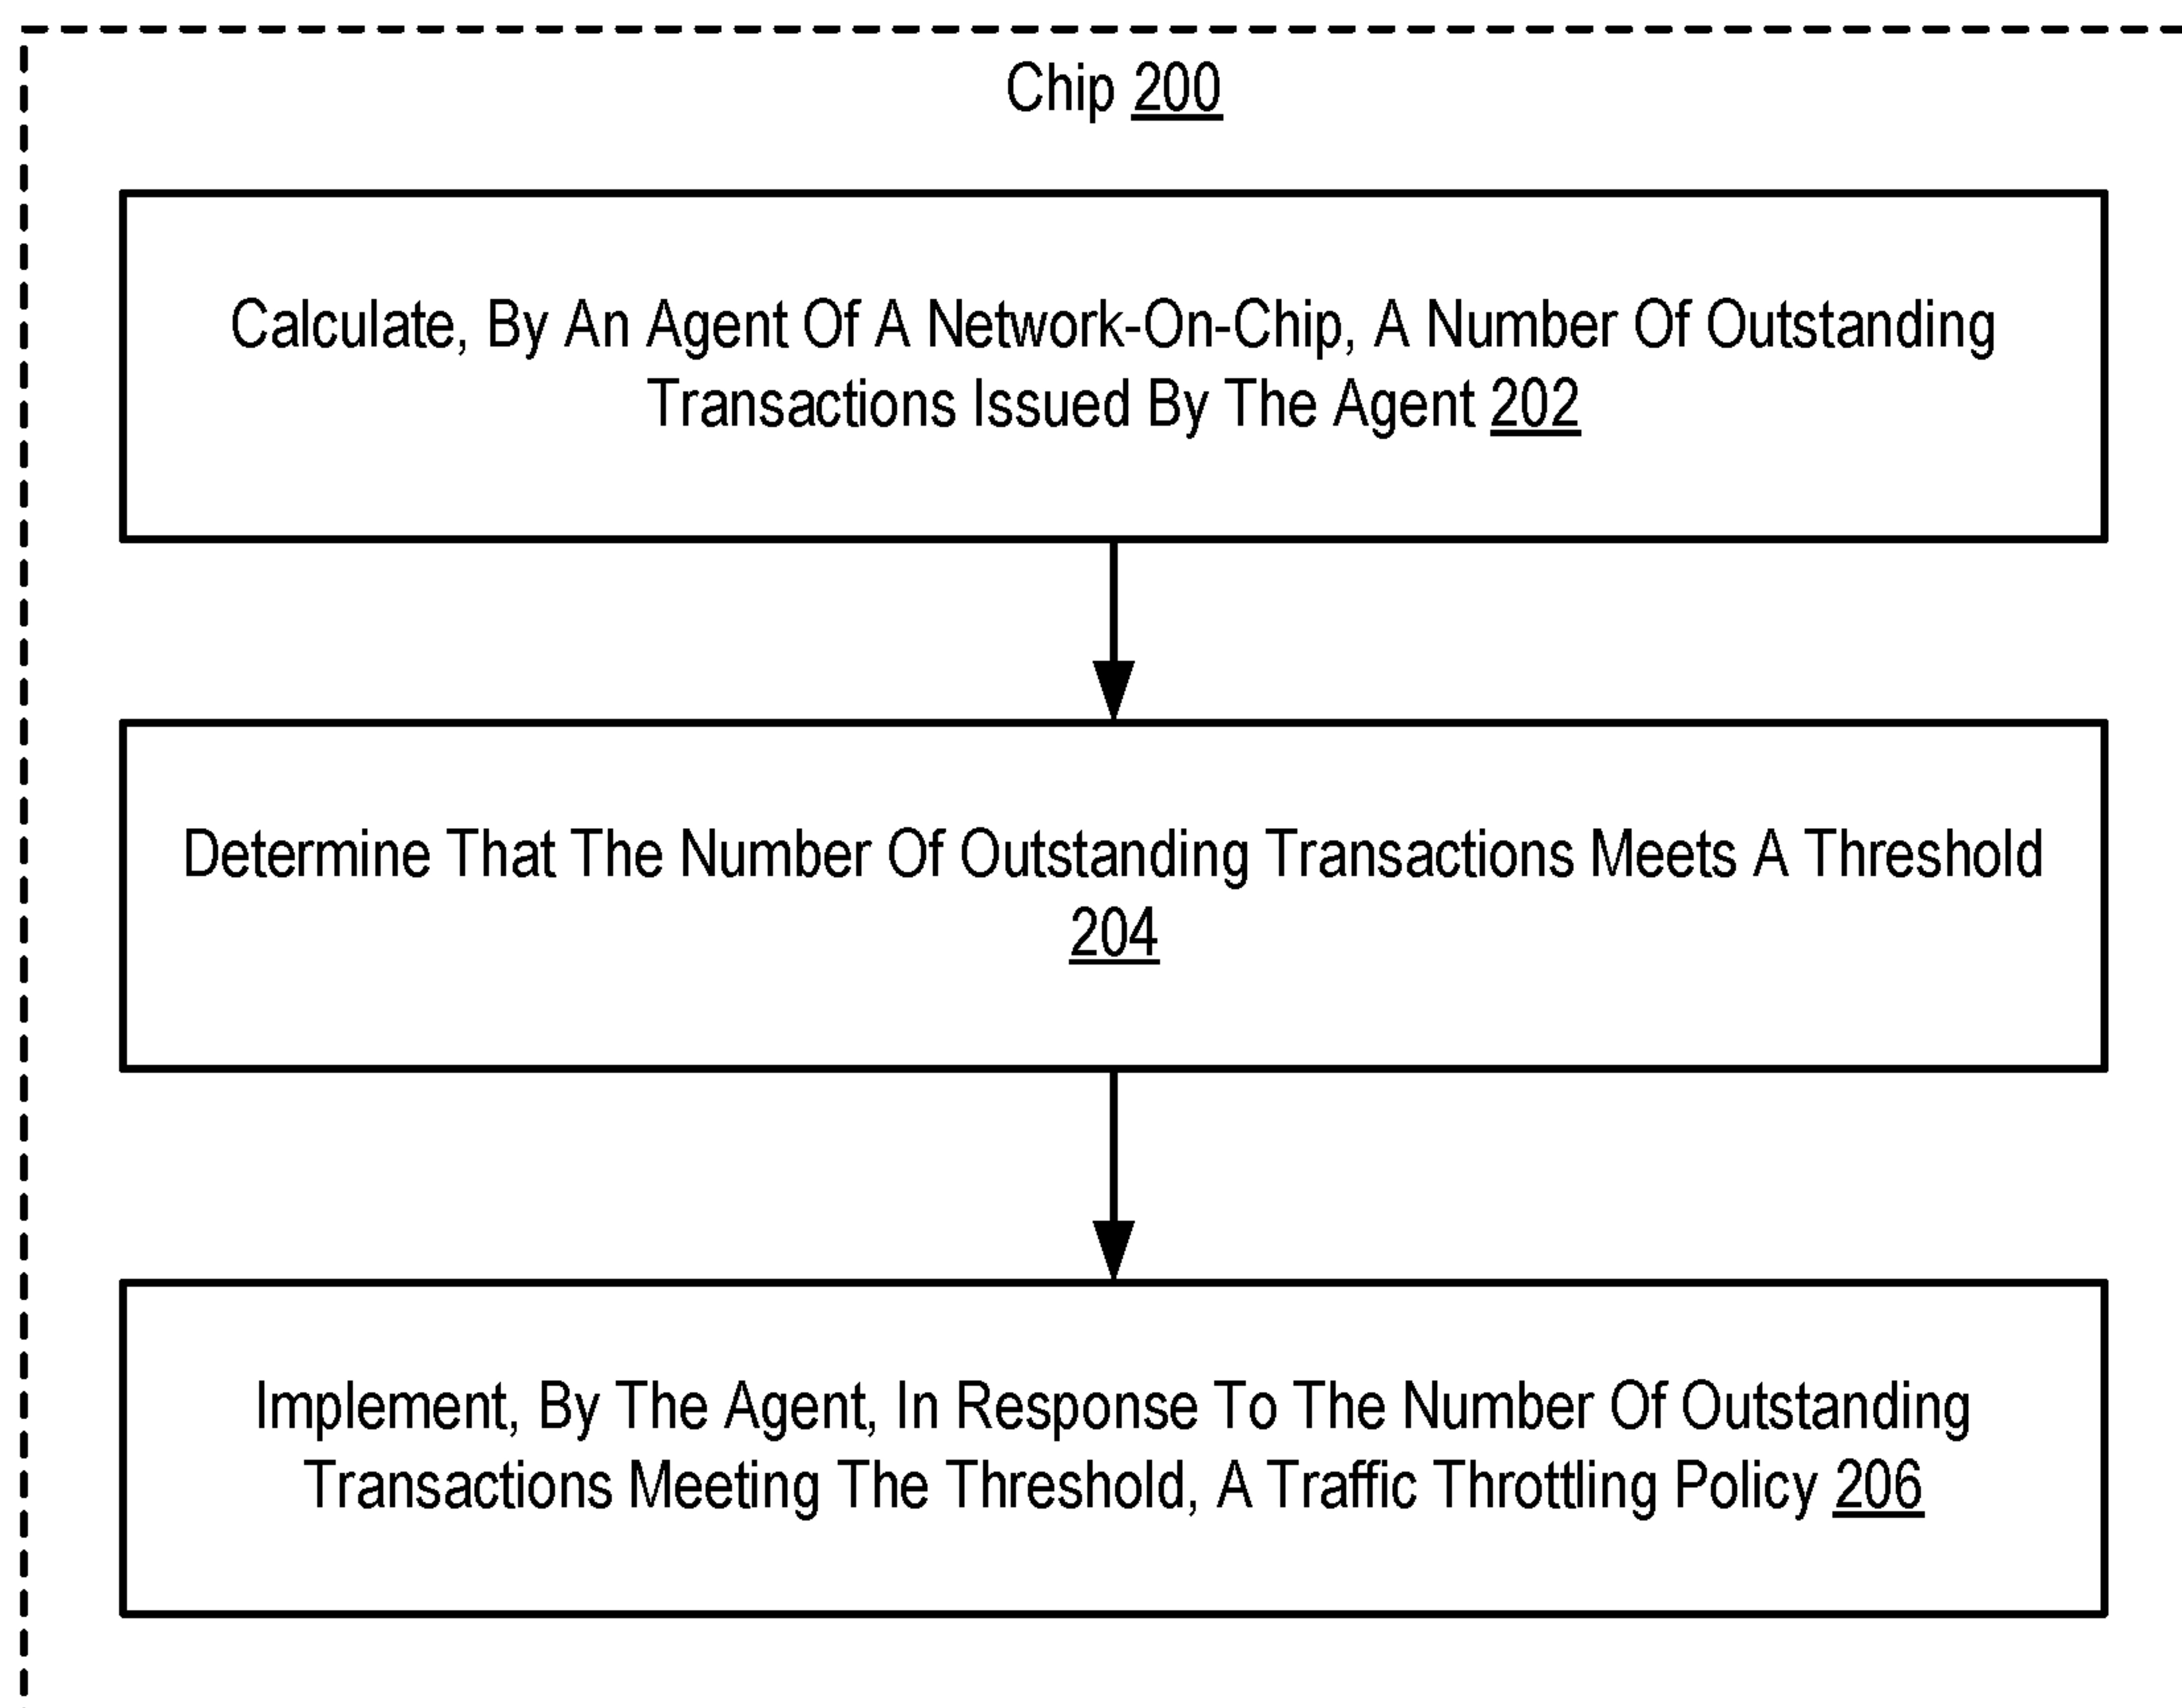 Chip 200
Calculate, By An Agent Of A Network-On-Chip, A Number Of Outstanding
Transactions Issued By The Agent 202
Determine That The Number Of Outstanding Transactions Meets A Threshold
204
Implement, By The Agent, In Response To The Number Of Outstanding
Transactions Meeting The Threshold, A Traffic Throttling Policy 206